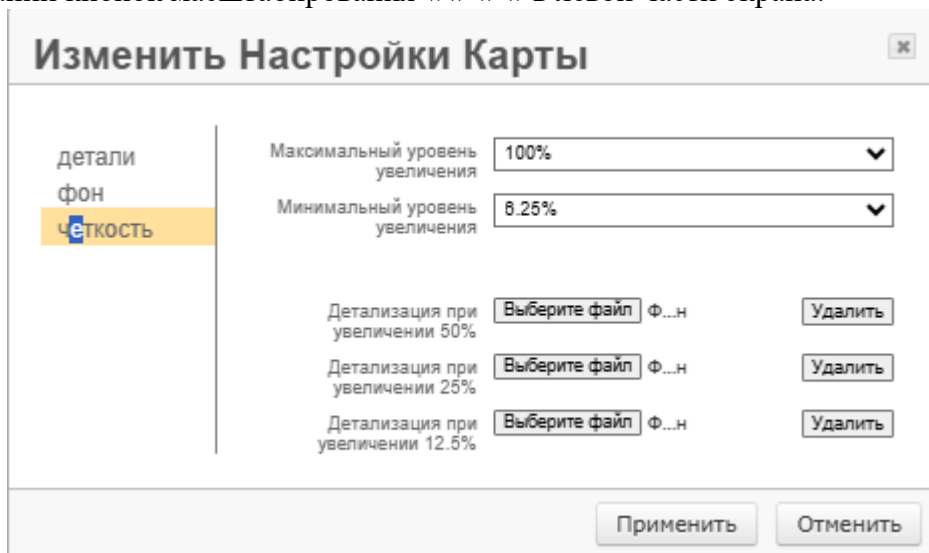 Изменить Настройки Карты
детали
фон
четкость
Максимальный уровень
увеличения
100%
Минимальный уровень
увеличения
6.25%
Детализация при
увеличении 50%
Выберите файл Ф...н
Удалить
Детализация при
увеличении 25%
Выберите файл Ф...н
Удалить
Детализация при
увеличении 12.5%
Выберите файл Ф...н
Удалить
Применить
Отменить